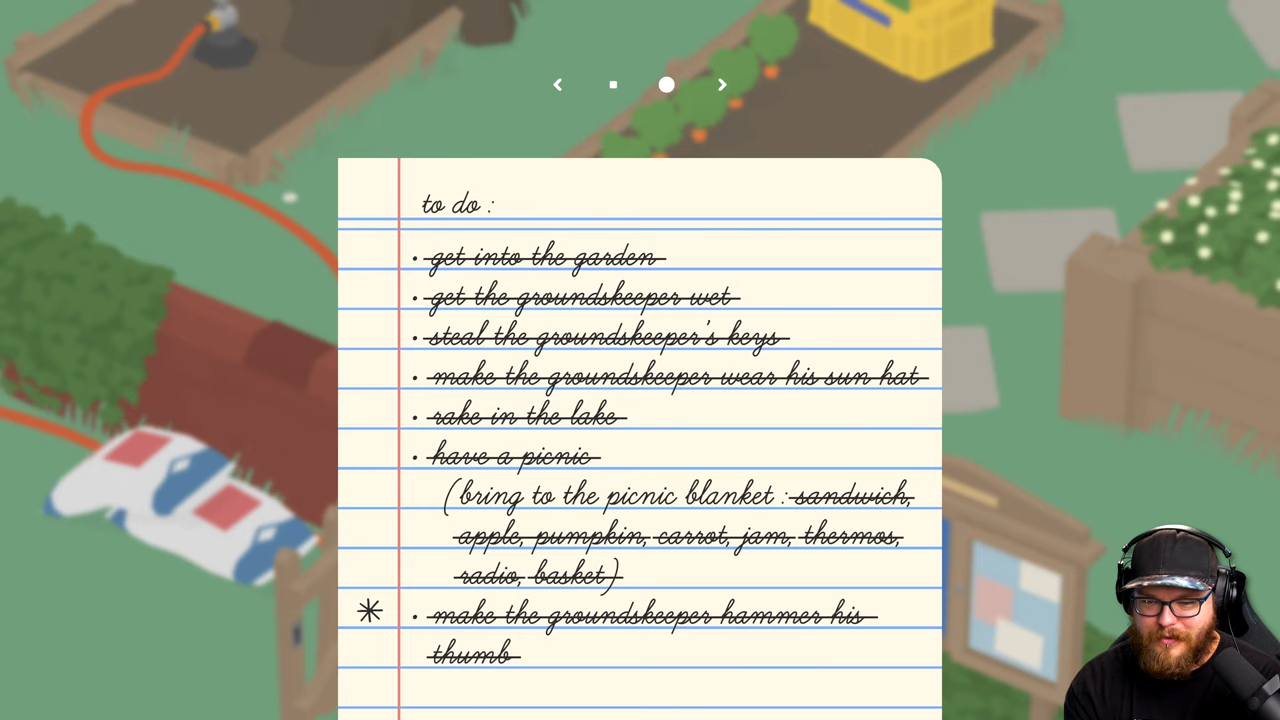 to do :
• get into the garden
• get the groundskeeper wet
• steal the groundskeeper's keys
• make the groundskeeper wear his sun hat
• rake in the lake
• have a picnic
(bring to the picnic blanket : sandwich,
apple, pumpkin, carrot, jam, thermos,
radio, basket)
• make the groundskeeper hammer his
thumb